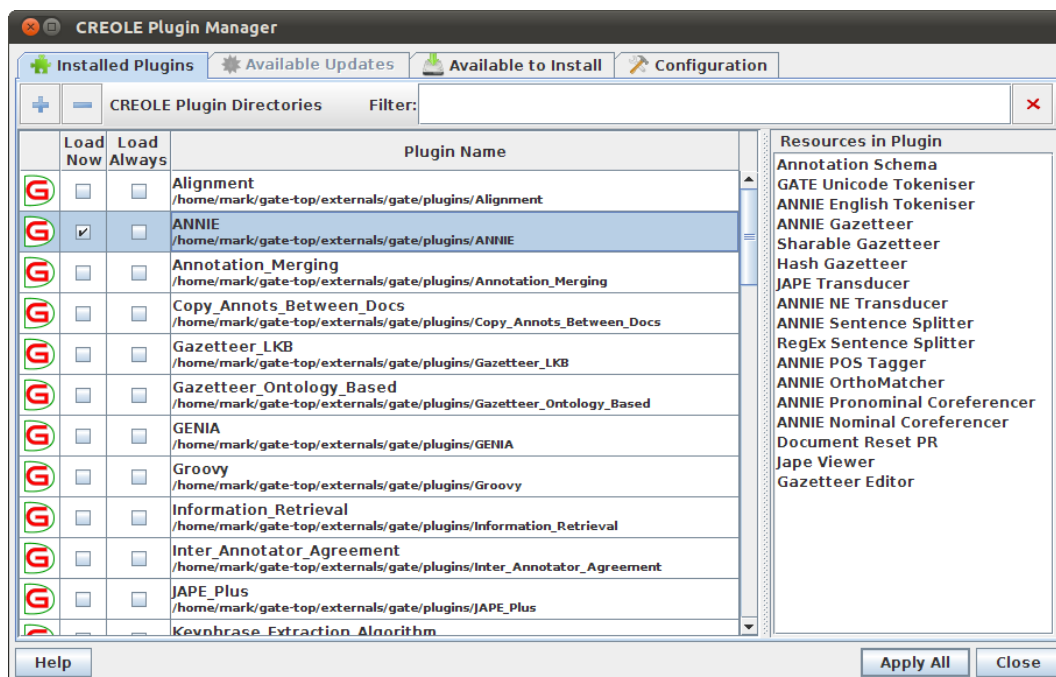 CREOLE Plugin Manager
Installed Plugins Available Updates Available to Install Configuration
CREOLE Plugin Directories Filter:
Load Now Load Always Plugin Name
Alignment
/home/mark/gate-top/externals/gate/plugins/Alignment
ANNIE
/home/mark/gate-top/externals/gate/plugins/ANNIE
Annotation_Merging
/home/mark/gate-top/externals/gate/plugins/Annotation_Merging
Copy_Annots_Between_Docs
/home/mark/gate-top/externals/gate/plugins/Copy_Annots_Between_Docs
Gazetteer_LKB
/home/mark/gate-top/externals/gate/plugins/Gazetteer_LKB
Gazetteer_Ontology_Based
/home/mark/gate-top/externals/gate/plugins/Gazetteer_Ontology_Based
GENIA
/home/mark/gate-top/externals/gate/plugins/GENIA
Groovy
/home/mark/gate-top/externals/gate/plugins/Groovy
Information_Retrieval
/home/mark/gate-top/externals/gate/plugins/Information_Retrieval
Inter_Annotator_Agreement
/home/mark/gate-top/externals/gate/plugins/Inter_Annotator_Agreement
JAPE_Plus
/home/mark/gate-top/externals/gate/plugins/JAPE_Plus
Keyphrase_Extraction_Algorithm
Resources in Plugin
Annotation Schema
GATE Unicode Tokeniser
ANNIE English Tokeniser
ANNIE Gazetteer
Sharable Gazetteer
Hash Gazetteer
JAPE Transducer
ANNIE NE Transducer
ANNIE Sentence Splitter
RegEx Sentence Splitter
ANNIE POS Tagger
ANNIE OrthoMatcher
ANNIE Pronominal Coreferencer
ANNIE Nominal Coreferencer
Document Reset PR
Jape Viewer
Gazetteer Editor
Help Apply All Close